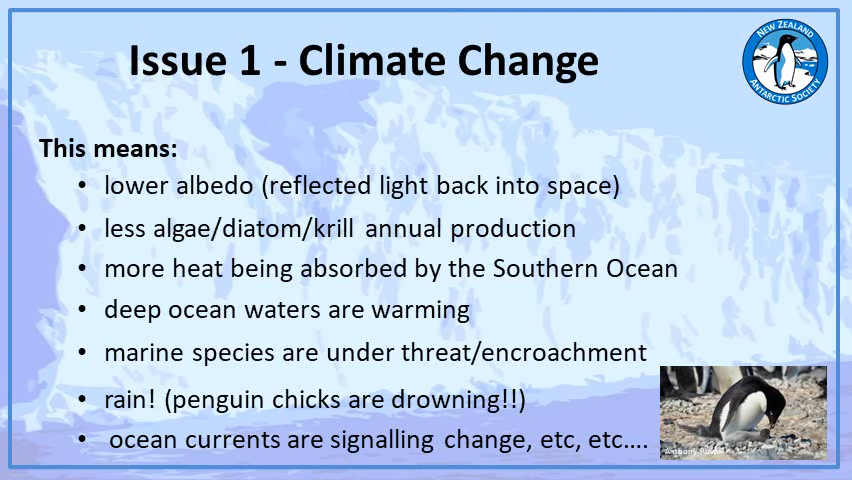 Issue 1 - Climate Change
NEW ZEALAND
ANTARCTIC SOCIETY
This means:
• lower albedo (reflected light back into space)
• less algae/diatom/krill annual production
• more heat being absorbed by the Southern Ocean
• deep ocean waters are warming
• marine species are under threat/encroachment
• rain! (penguin chicks are drowning!!)
• ocean currents are signalling change, etc, etc….